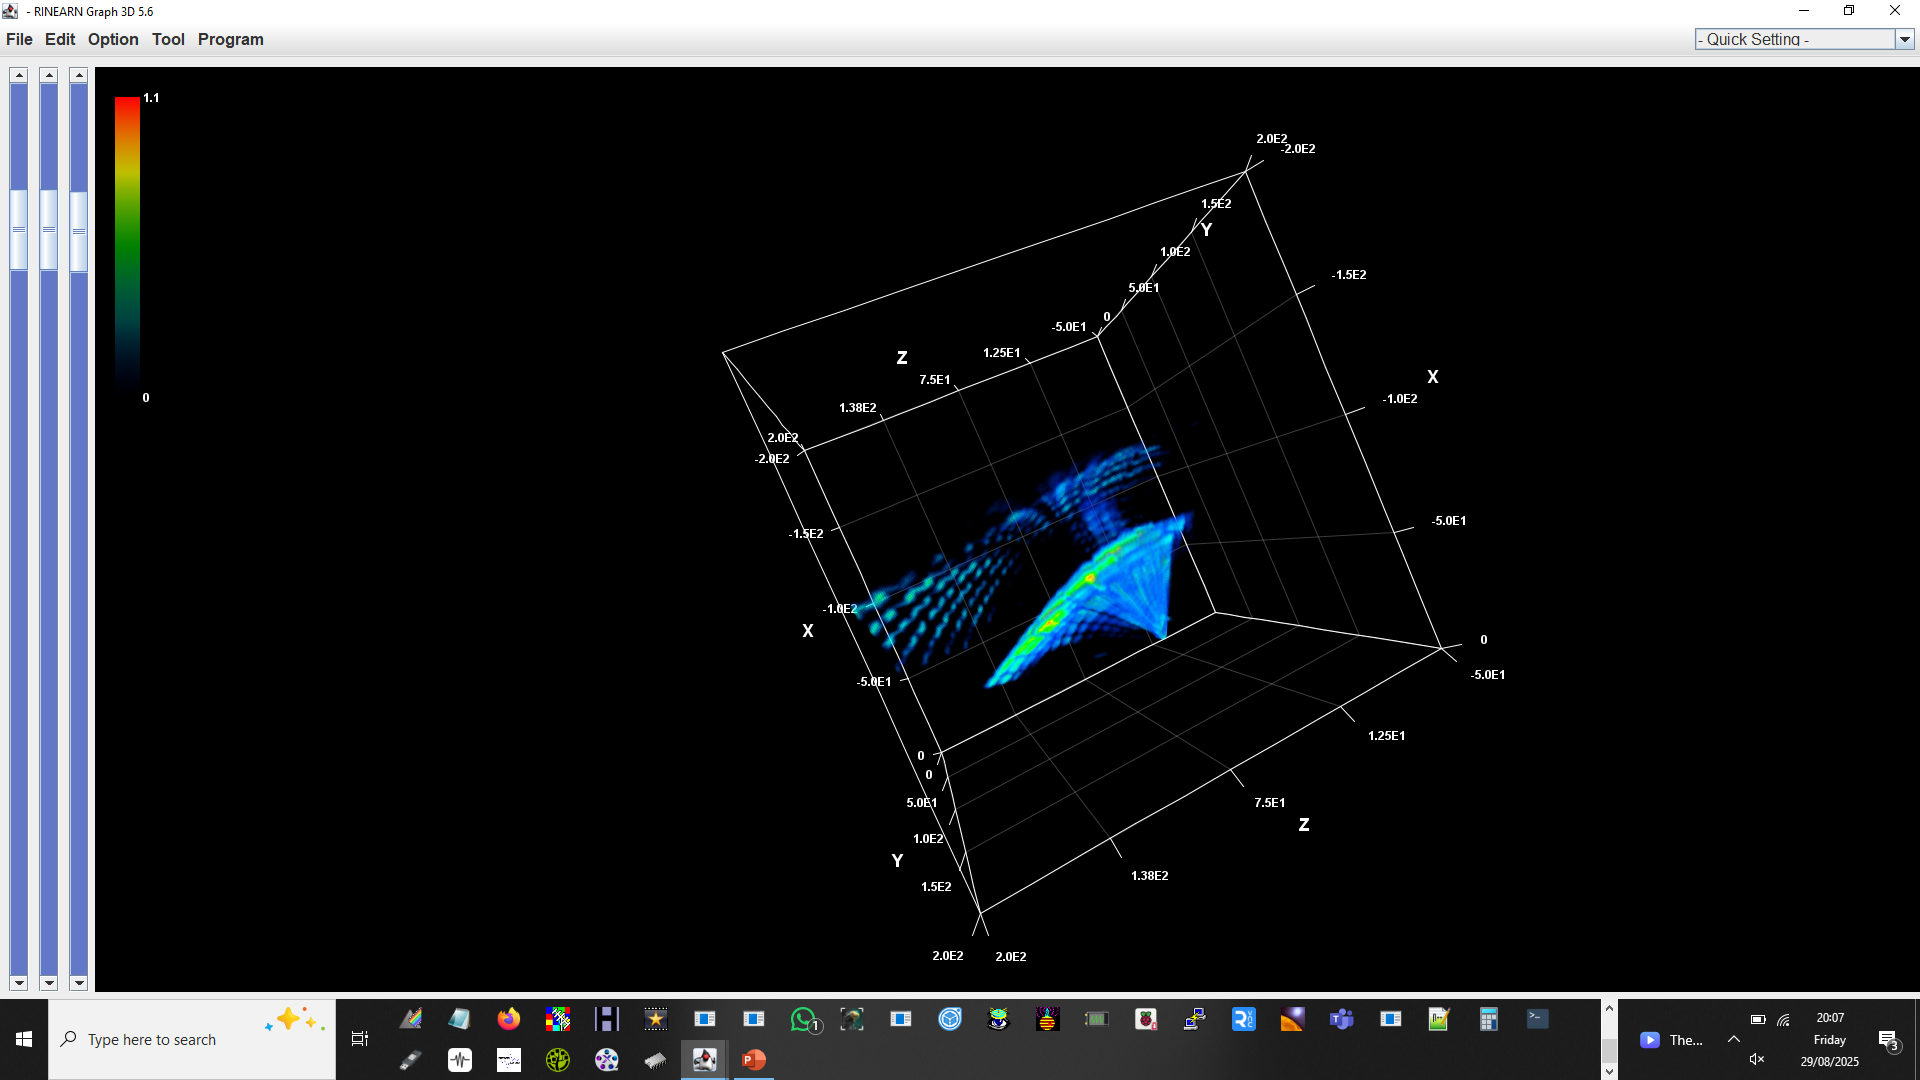 - RINEARN Graph 3D 5.6
File Edit Option Tool Program
- Quick Setting -
1.1
0
2.0E2
-2.0E2
1.5E2
Y
1.0E2
-1.5E2
5.0E1
0
-5.0E1
1.25E1
Z
7.5E1
X
-1.0E2
1.38E2
2.0E2
-2.0E2
-1.5E2
-5.0E1
-1.0E2
X
0
-5.0E1
-5.0E1
1.25E1
0
0
5.0E1
7.5E1
Z
1.0E2
Y
1.38E2
1.5E2
2.0E2
2.0E2
Type here to search
1
The...
20:07
Friday
29/08/2025
3